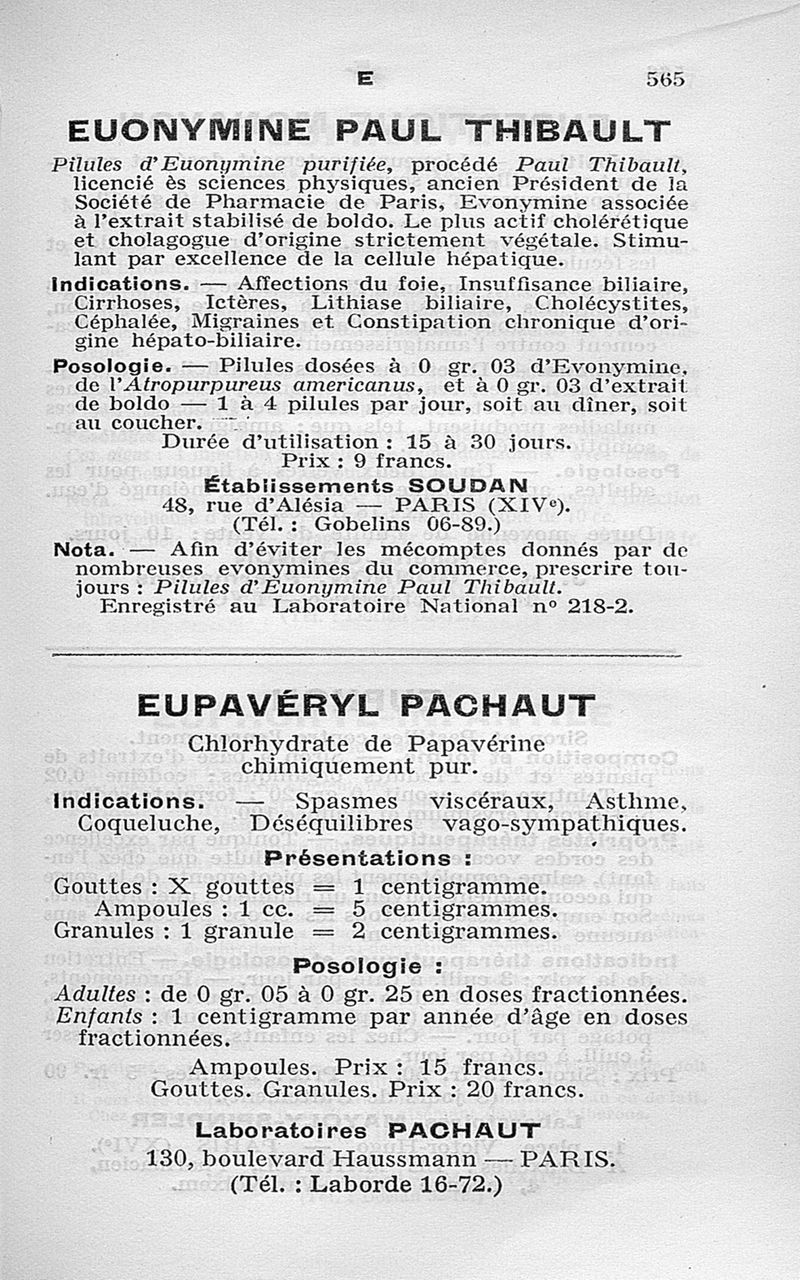 E 565
EUONYMINE PAUL THIBAULT
Pilules d'Euonymine purifiée, procédé Paul Thibault,
licencié ès sciences physiques, ancien Président de la
Société de Pharmacie de Paris, Evonymine associée
à l'extrait stabilisé de boldo. Le plus actif cholérétique
et cholagogue d'origine strictement végétale. Stimu-
lant par excellence de la cellule hépatique.
Indications. — Affections du foie, Insuffisance biliaire,
Cirrhoses, Ictères, Lithiase biliaire, Cholécystites,
Céphalée, Migraines et Constipation chronique d'ori-
gine hépato-biliaire.
Posologie. — Pilules dosées à 0 gr. 03 d'Evonymine,
de l'Atropurpureus americanus, et à 0 gr. 03 d'extrait
de boldo — 1 à 4 pilules par jour, soit au dîner, soit
au coucher.
Durée d'utilisation : 15 à 30 jours.
Prix : 9 francs.
Établissements SOUDAN
48, rue d'Alésia — PARIS (XIVe).
(Tél. : Gobelins 06-89.)
Nota. — Afin d'éviter les mécomptes donnés par de
nombreuses evonymines du commerce, prescrire tou-
jours : Pilules d'Euonymine Paul Thibault.
Enregistré au Laboratoire National n° 218-2.
EUPAVÉRYL PACHAUT
Chlorhydrate de Papavérine
chimiquement pur.
Indications. — Spasmes viscéraux, Asthme,
Coqueluche, Déséquilibres vago-sympathiques.
Présentations :
Gouttes : X gouttes = 1 centigramme.
Ampoules : 1 cc. = 5 centigrammes.
Granules : 1 granule = 2 centigrammes.
Posologie :
Adultes : de 0 gr. 05 à 0 gr. 25 en doses fractionnées.
Enfants : 1 centigramme par année d'âge en doses
fractionnées.
Ampoules. Prix : 15 francs.
Gouttes. Granules. Prix : 20 francs.
Laboratoires PACHAUT
130, boulevard Haussmann — PARIS.
(Tél. : Laborde 16-72.)